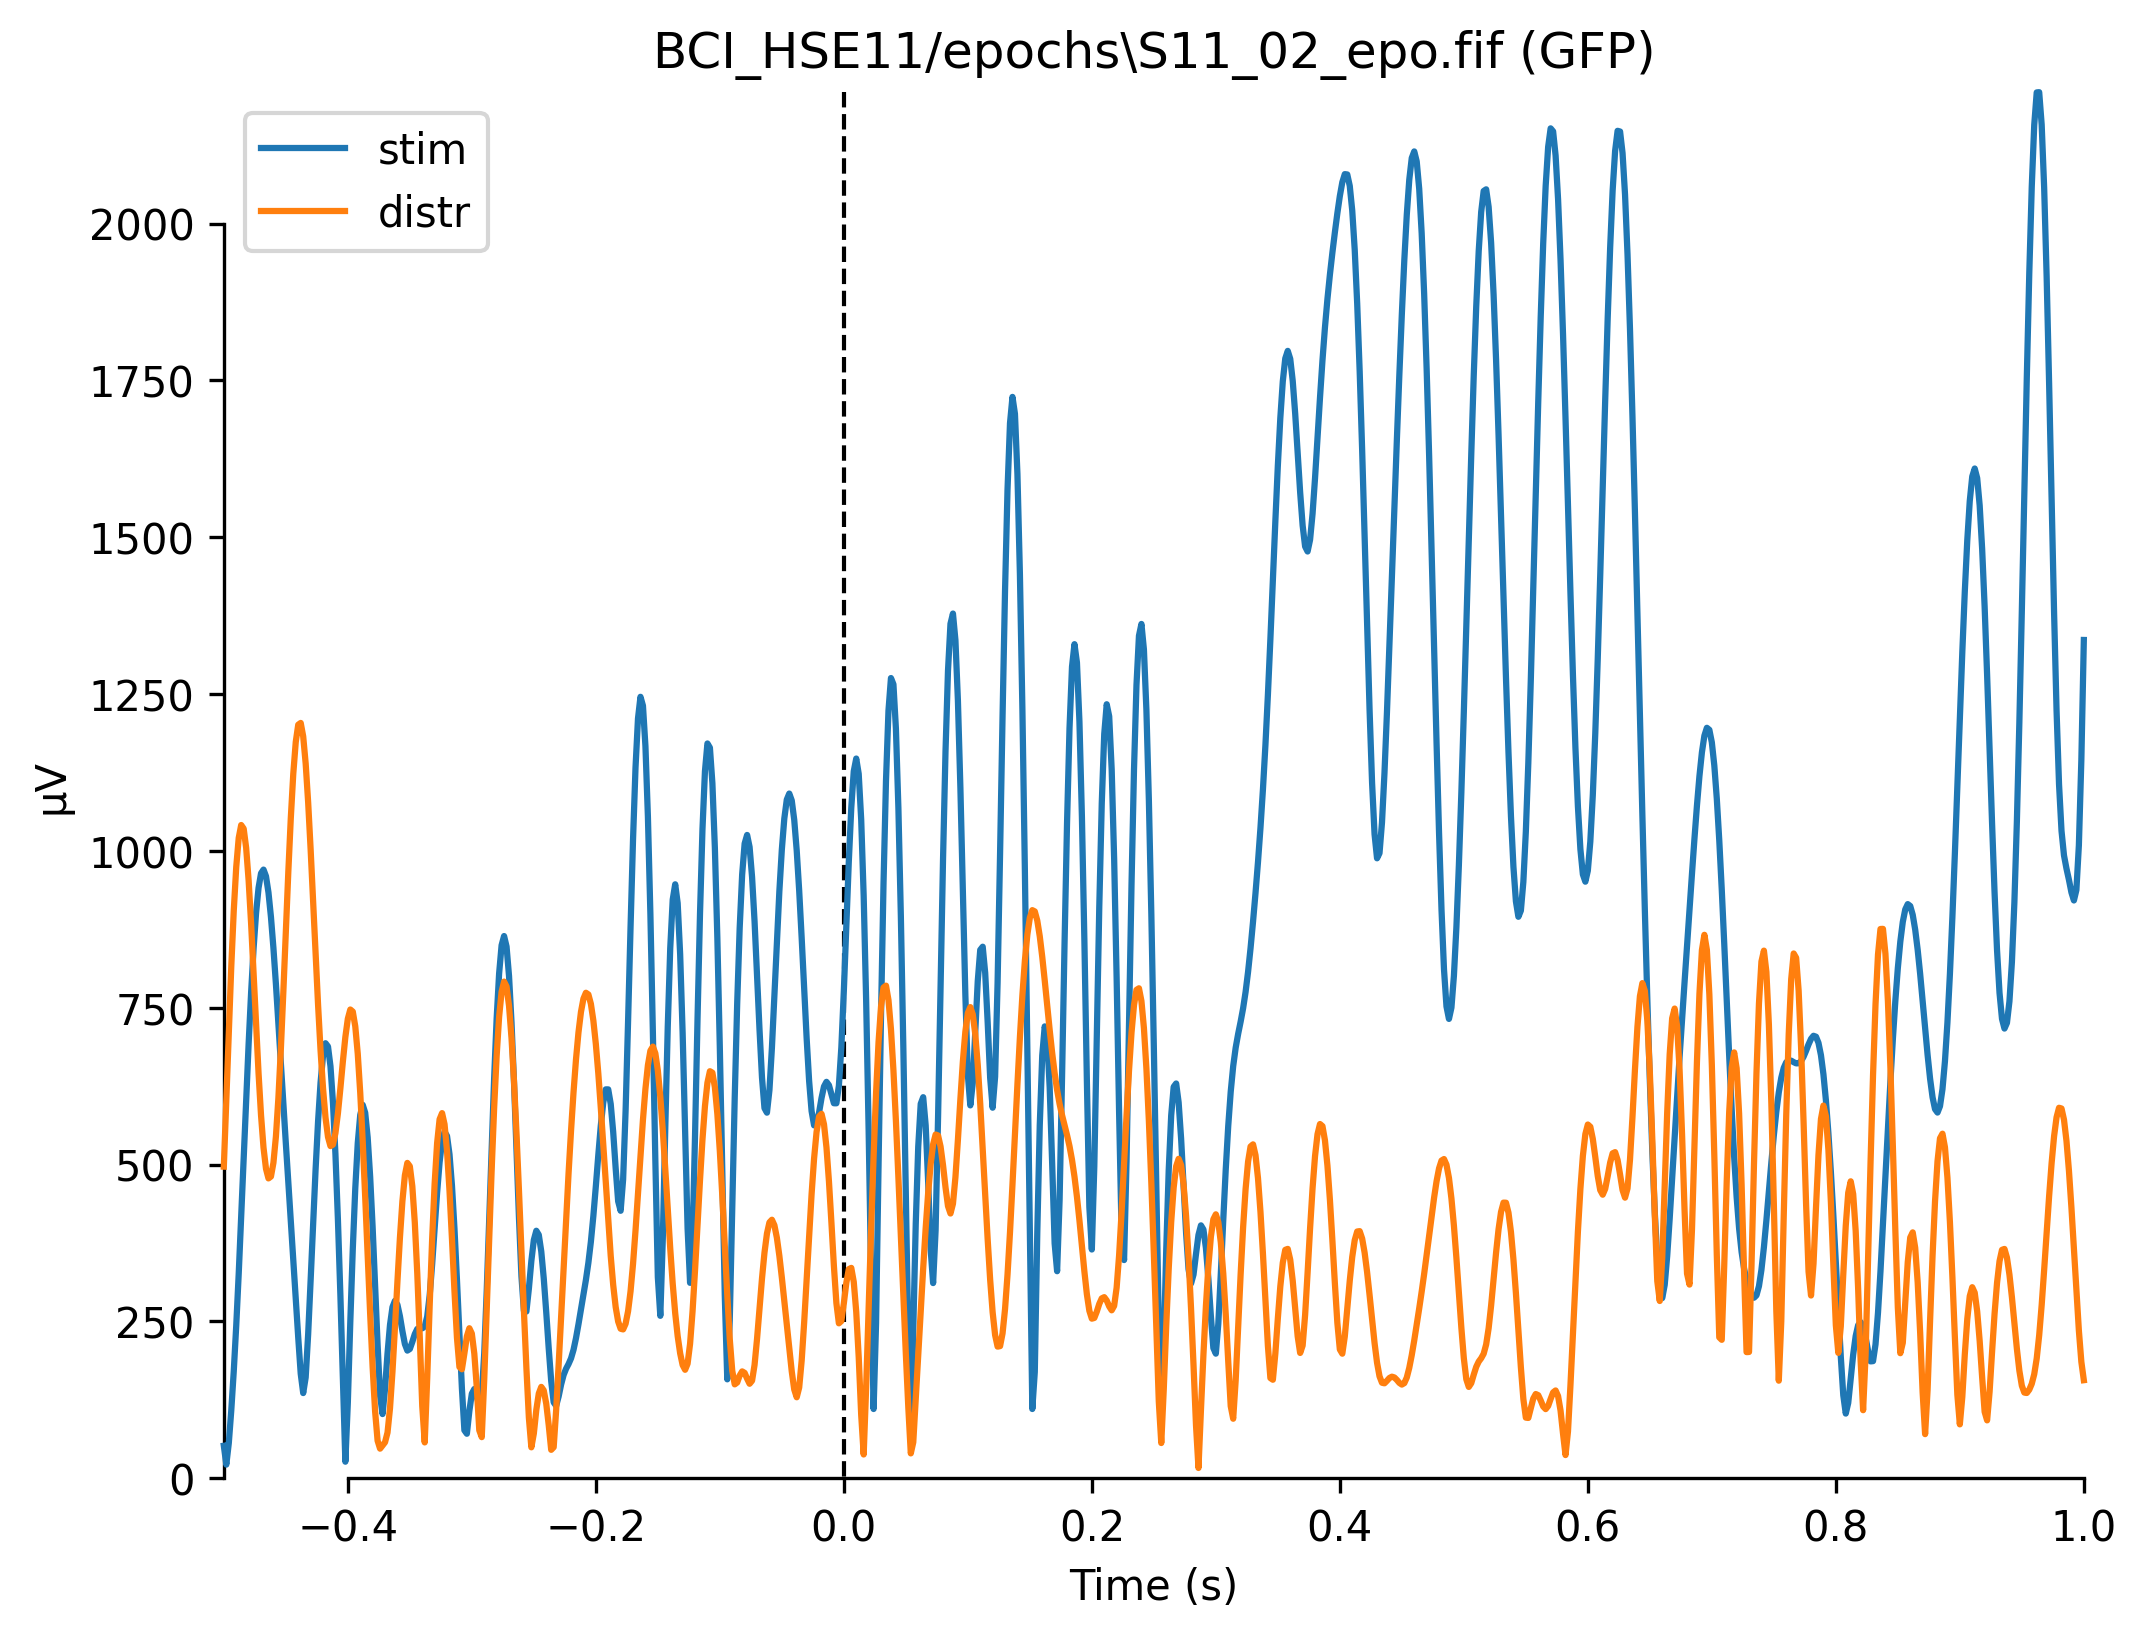 BCI_HSE11/epochs\S11_02_epo.fif (GFP)
stim
distr
2000
1750
1500
1250
1000
750
500
250
0
µV
−0.4 −0.2 0.0 0.2 0.4 0.6 0.8 1.0
Time (s)